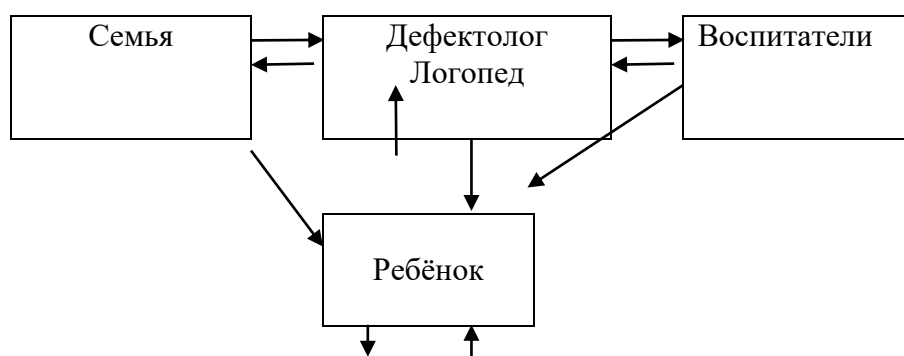 Семья
Дефектолог
Логопед
Воспитатели
Ребёнок